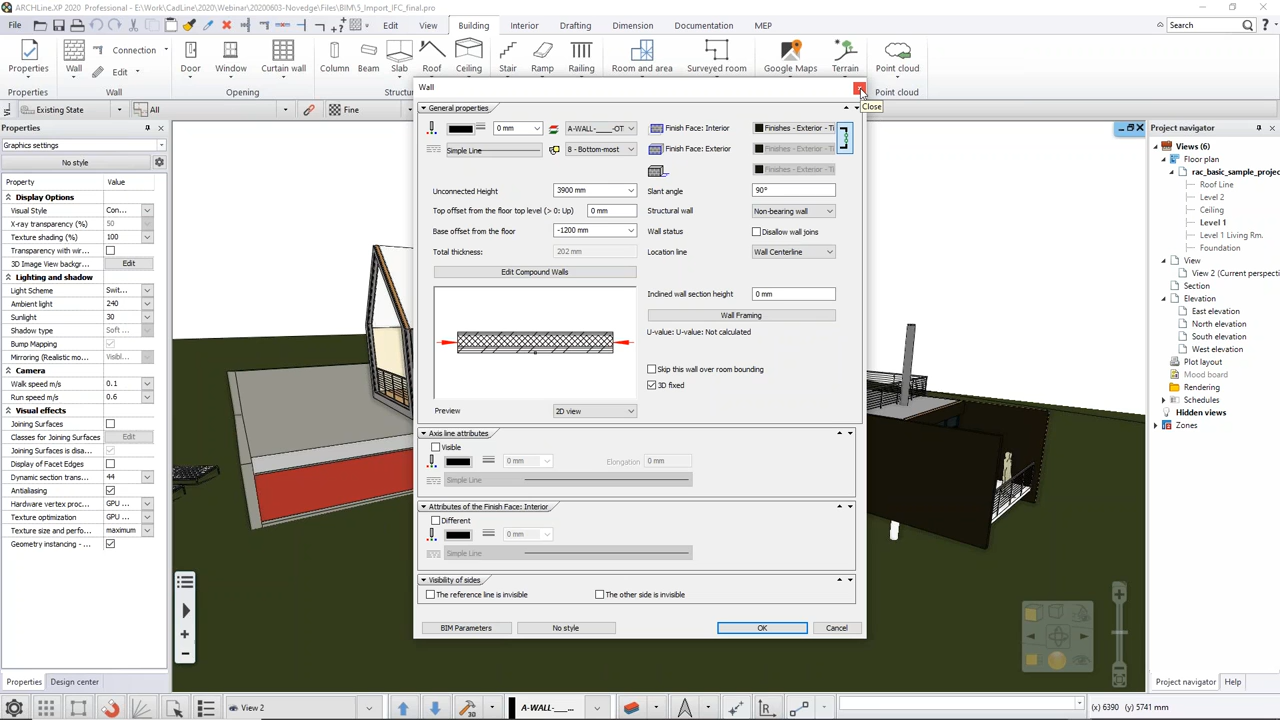 ARCHLine.XP 2020 Professional - E:\Work\CadLine\2020\Webinar\20200603-Novedge\Files\BIM\5_Import_IFC_final.pro
File Edit View Building Interior Drafting Dimension Documentation MEP Search
Properties Wall Connection Edit Door Window Curtain wall Column Beam Slab Roof Ceiling Stair Ramp Railing Room and area Surveyed room Google Maps Terrain Point cloud
Properties Wall Opening Point cloud
Existing State All Fine
Wall
Close
Properties
Graphics settings
No style
Property Value
Display Options
Visual Style Con...
X-ray transparency (%) 50
Texture shading (%) 100
Transparency with wir...
3D Image View backgr... Edit
Lighting and shadow
Light Scheme Swit...
Ambient light 240
Sunlight 30
Shadow type Soft ...
Bump Mapping
Mirroring (Realistic mo... Visibl...
Camera
Walk speed m/s 0.1
Run speed m/s 0.6
Visual effects
Joining Surfaces
Classes for Joining Surfaces Edit
Joining Surfaces is disa...
Display of Facet Edges
Dynamic section trans... 44
Antialiasing
Hardware vertex proc... GPU ...
Texture optimization GPU ...
Texture size and perfo... maximum
Geometry instancing - ...
Properties Design center
General properties
0 mm A-WALL-____-OT Finish Face: Interior Finishes - Exterior - Ti
Simple Line 8 - Bottom-most Finish Face: Exterior Finishes - Exterior - Ti
Finishes - Exterior - Ti
Unconnected Height 3900 mm Slant angle 90°
Top offset from the floor top level (> 0: Up) 0 mm Structural wall Non-bearing wall
Base offset from the floor -1200 mm Wall status Disallow wall joins
Total thickness: 202 mm Location line Wall Centerline
Edit Compound Walls
Inclined wall section height 0 mm
Wall Framing
U-value: U-value: Not calculated
Skip this wall over room bounding
3D fixed
Preview 2D view
Axis line attributes
Visible
0 mm Elongation 0 mm
Simple Line
Attributes of the Finish Face: Interior
Different
0 mm
Simple Line
Visibility of sides
The reference line is invisible The other side is invisible
BIM Parameters No style OK Cancel
Project navigator
Views (6)
Floor plan
rac_basic_sample_projec
Roof Line
Level 2
Ceiling
Level 1
Level 1 Living Rm.
Foundation
View
View 2 (Current perspecti
Section
Elevation
East elevation
North elevation
South elevation
West elevation
Plot layout
Mood board
Rendering
Schedules
Hidden views
Zones
Project navigator Help
View 2 A-WALL-___... (x) 6390 (y) 5741 mm